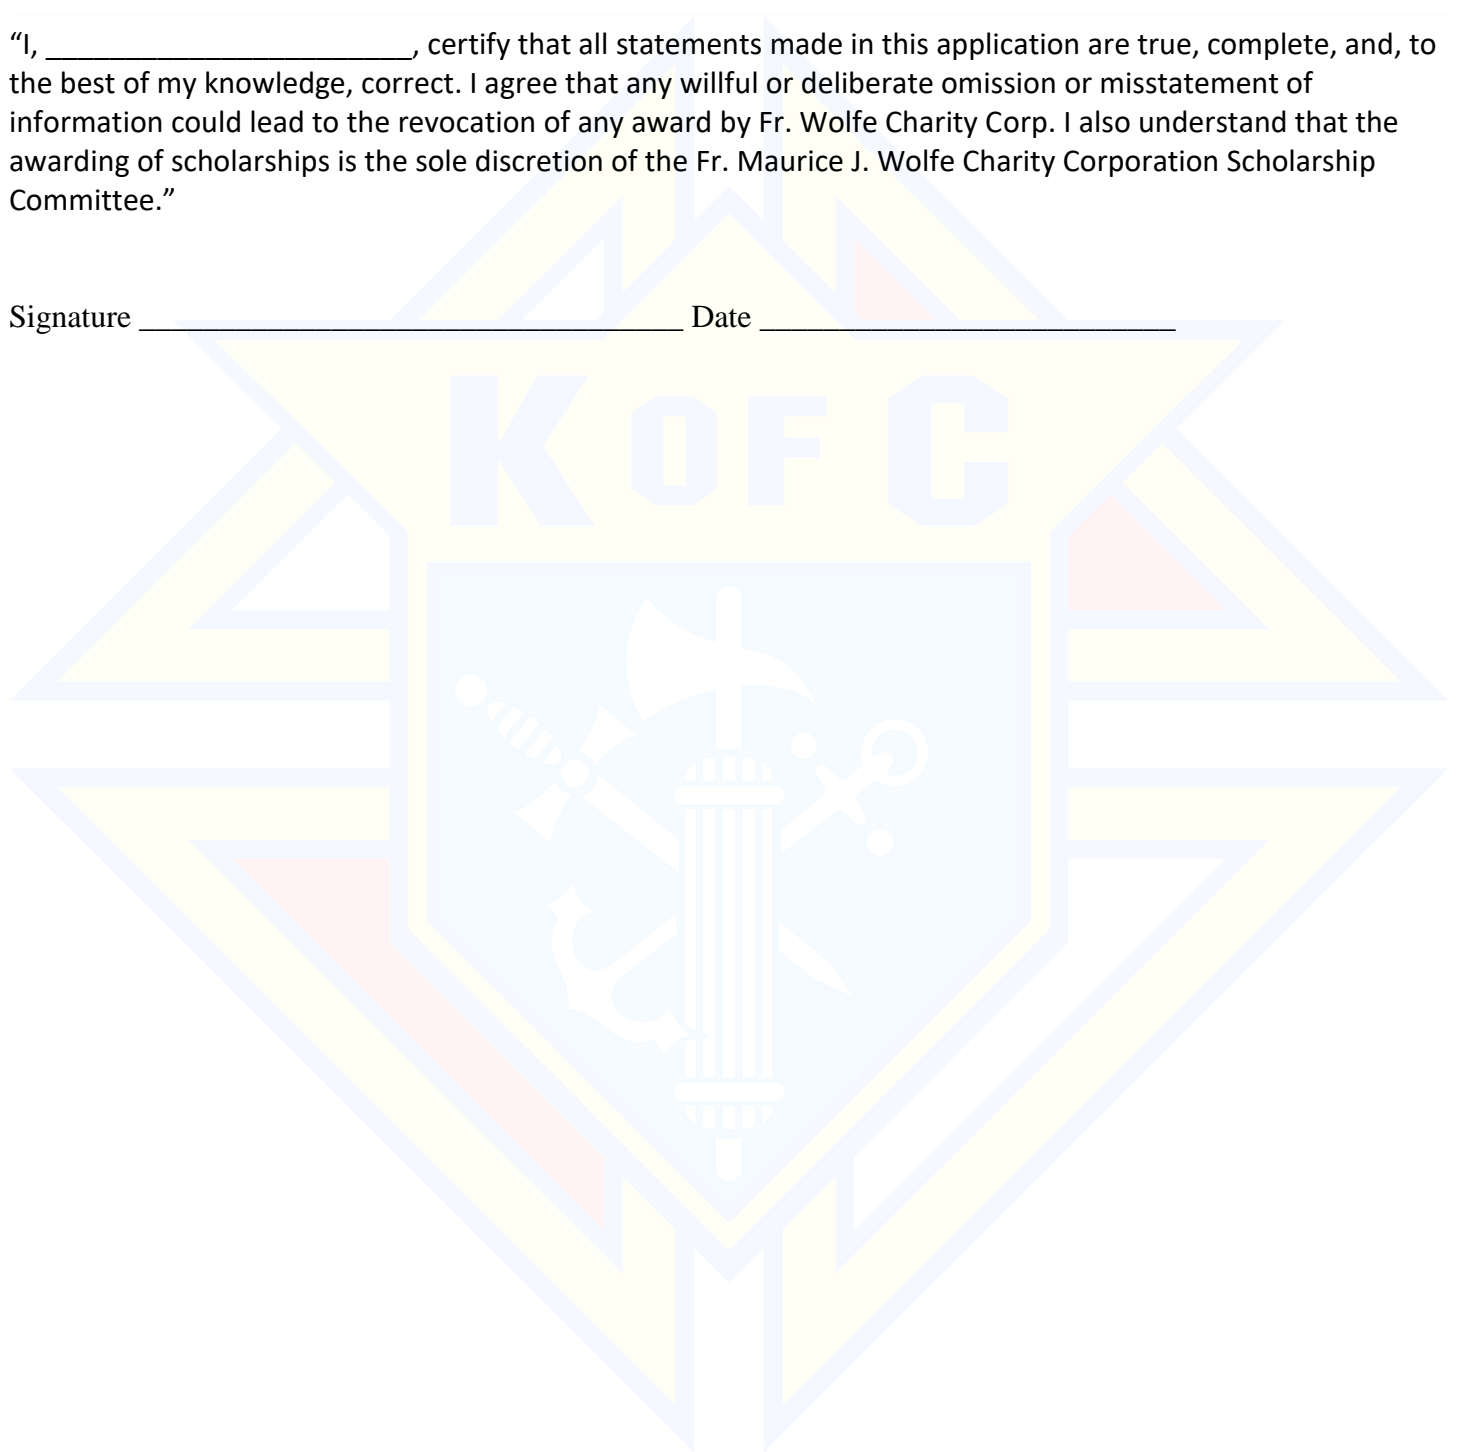 “I, _______________________, certify that all statements made in this application are true, complete, and, to
the best of my knowledge, correct. I agree that any willful or deliberate omission or misstatement of
information could lead to the revocation of any award by Fr. Wolfe Charity Corp. I also understand that the
awarding of scholarships is the sole discretion of the Fr. Maurice J. Wolfe Charity Corporation Scholarship
Committee.”
Signature __________________________________ Date __________________________
K OF C